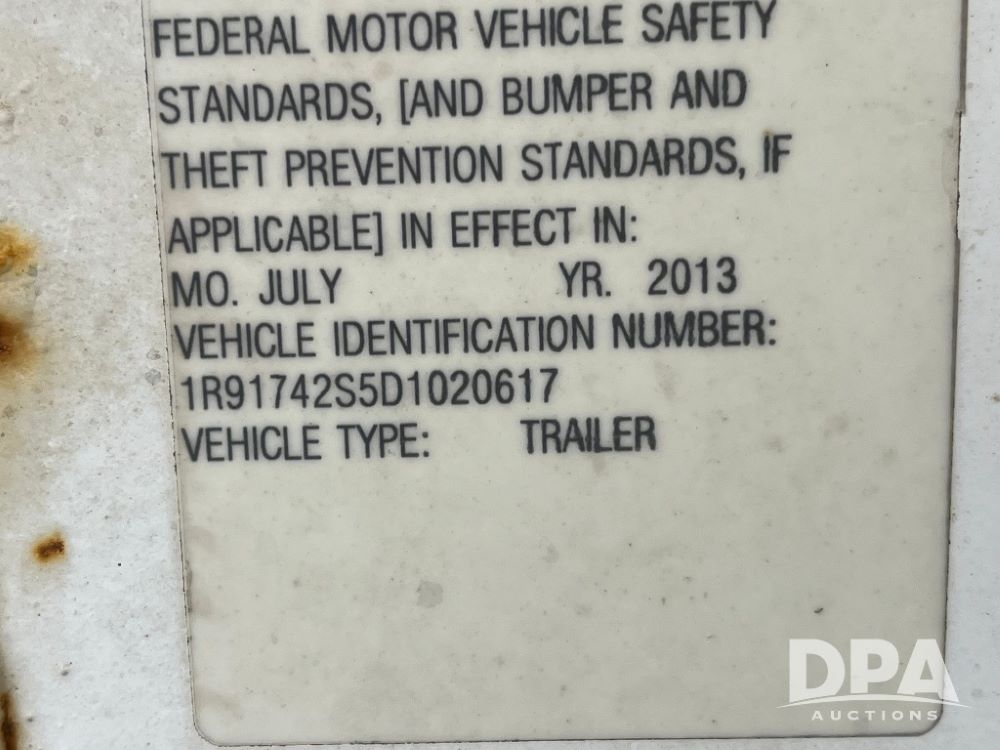 FEDERAL MOTOR VEHICLE SAFETY
STANDARDS, [AND BUMPER AND
THEFT PREVENTION STANDARDS, IF
APPLICABLE] IN EFFECT IN:
MO. JULY YR. 2013
VEHICLE IDENTIFICATION NUMBER:
1R91742S5D1020617
VEHICLE TYPE: TRAILER
DPA
AUCTIONS